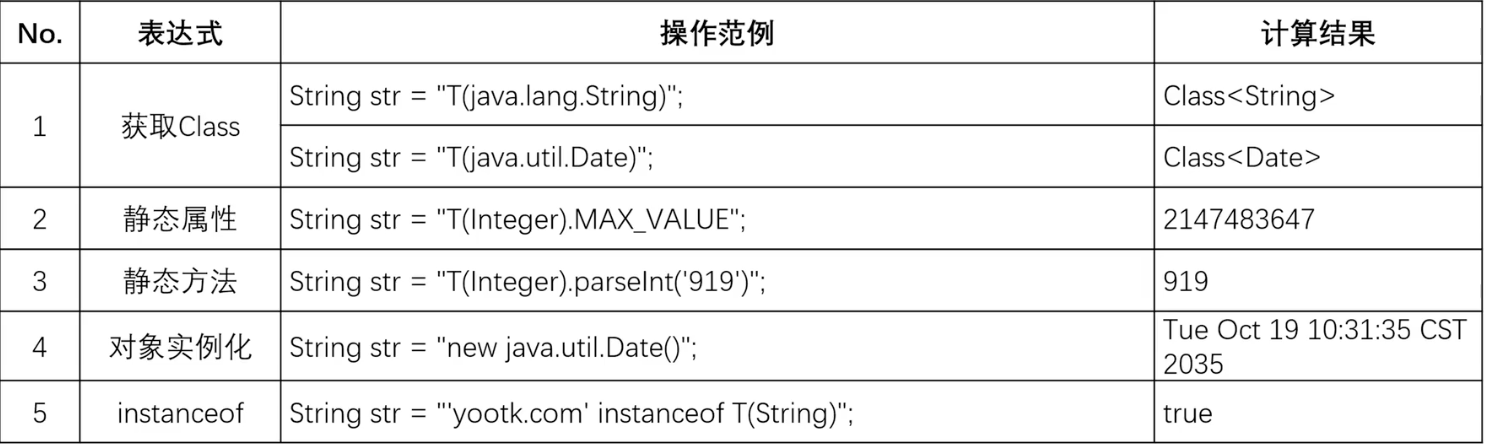 No. 表达式 操作范例 计算结果
1 获取Class String str = "T(java.lang.String)"; Class<String>
String str = "T(java.util.Date)"; Class<Date>
2 静态属性 String str = "T(Integer).MAX_VALUE"; 2147483647
3 静态方法 String str = "T(Integer).parseInt('919')"; 919
4 对象实例化 String str = "new java.util.Date()"; Tue Oct 19 10:31:35 CST
2035
5 instanceof String str = "'yootk.com' instanceof T(String)"; true